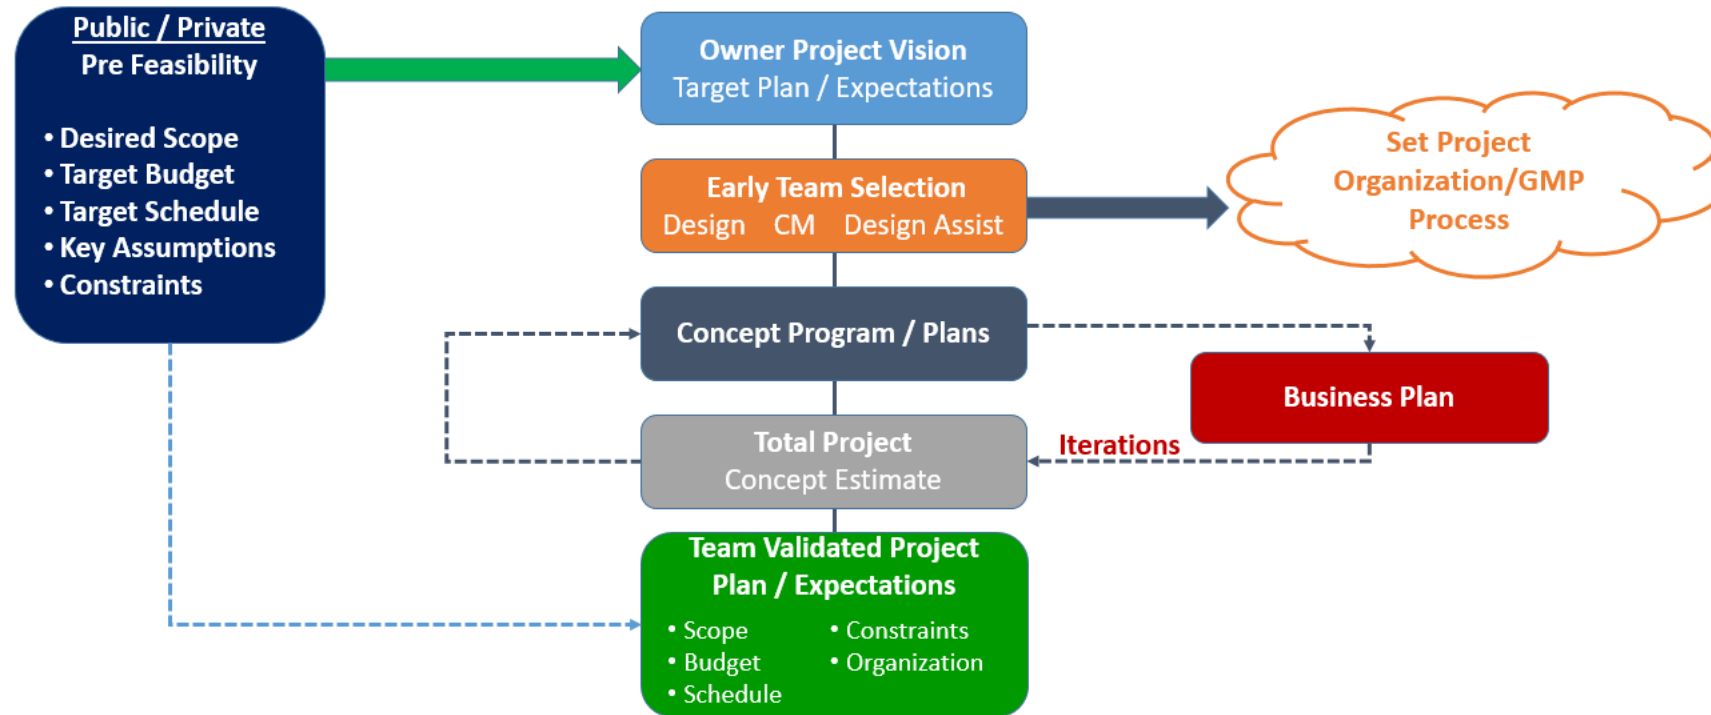 Public / Private
Pre Feasibility
• Desired Scope
• Target Budget
• Target Schedule
• Key Assumptions
• Constraints
Owner Project Vision
Target Plan / Expectations
Early Team Selection
Design CM Design Assist
Set Project
Organization/GMP
Process
Concept Program / Plans
Business Plan
Iterations
Total Project
Concept Estimate
Team Validated Project
Plan / Expectations
• Scope
• Budget
• Schedule
• Constraints
• Organization